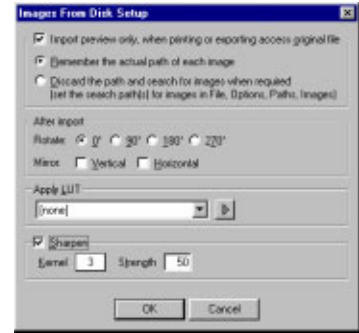 Images From Disk Setup
Import preview only, when printing or exporting access original file
Remember the actual path of each image
Discard the path and search for images when required
(set the search path(s) for images in File, Options, Paths, Images)
After import
Rotate: 0° 90° 180° 270°
Mirror: Vertical Horizontal
Apply LUT
[none]
Sharpen
Kernel 3 Strength 50
OK Cancel